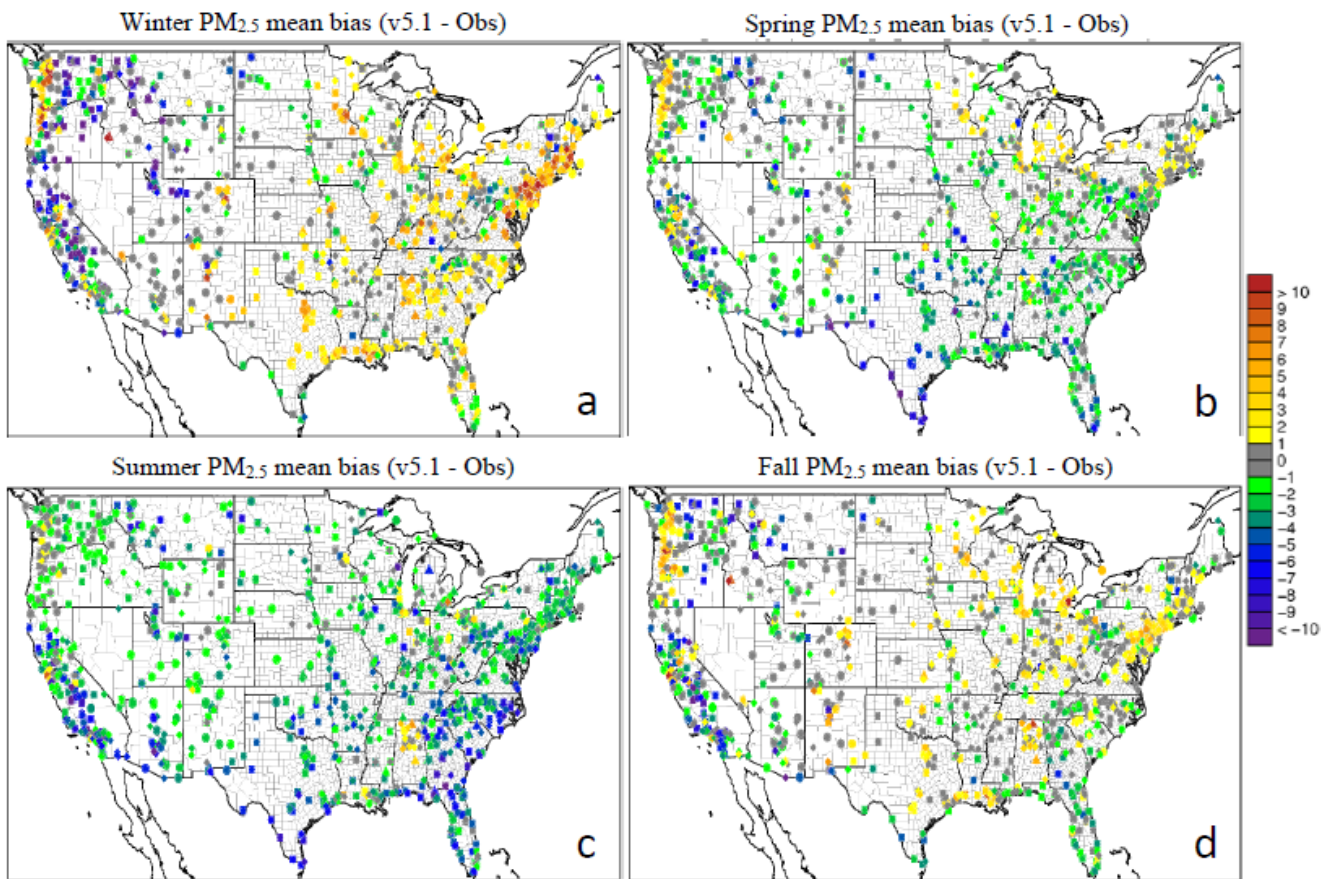 Winter PM₂.₅ mean bias (v5.1 - Obs)
Spring PM₂.₅ mean bias (v5.1 - Obs)
a
b
> 10
9
8
7
6
5
4
3
2
1
0
−1
−2
−3
−4
−5
−6
−7
−8
−9
< −10
Summer PM₂.₅ mean bias (v5.1 - Obs)
Fall PM₂.₅ mean bias (v5.1 - Obs)
c
d